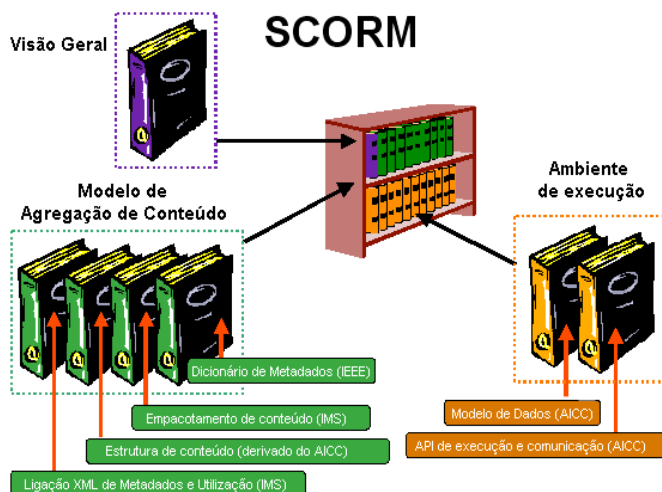 SCORM
Visão Geral
Modelo de
Agregação de Conteúdo
Ambiente
de execução
Dicionário de Metadados (IEEE)
Empacotamento de conteúdo (IMS)
Estrutura de conteúdo (derivado do AICC)
Ligação XML de Metadados e Utilização (IMS)
Modelo de Dados (AICC)
API de execução e comunicação (AICC)